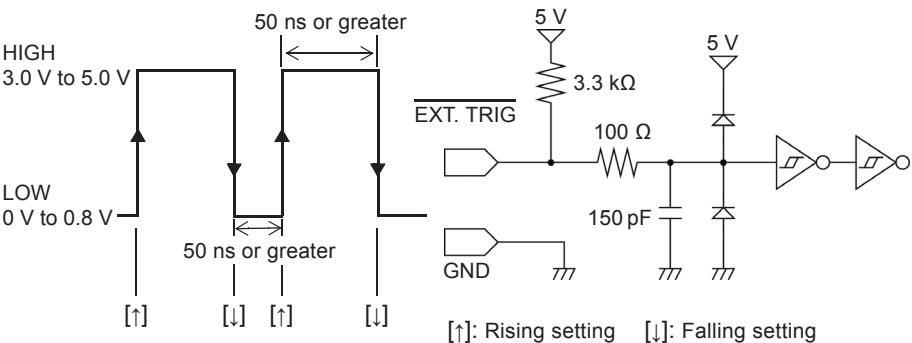 50 ns or greater
HIGH
3.0 V to 5.0 V
LOW
0 V to 0.8 V
50 ns or greater
[↑] [↓] [↑] [↓]
5 V
3.3 kΩ
EXT. TRIG
100 Ω
5 V
150 pF
GND
[↑]: Rising setting [↓]: Falling setting